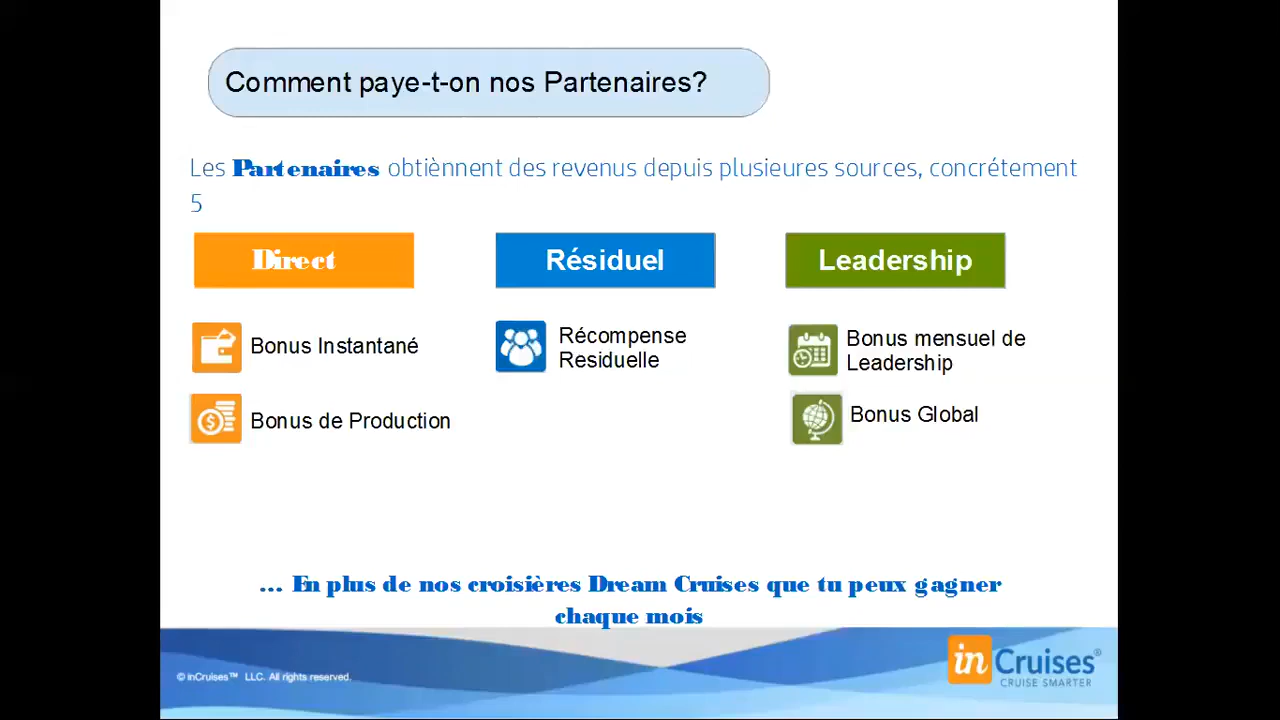 Comment paye-t-on nos Partenaires?
Les Partenaires obtiènnent des revenus depuis plusieures sources, concrétement
5
Direct
Résiduel
Leadership
Bonus Instantané
Récompense
Residuelle
Bonus mensuel de
Leadership
Bonus de Production
Bonus Global
... En plus de nos croisières Dream Cruises que tu peux gagner
chaque mois
© inCruises™ LLC. All rights reserved.
in Cruises®
CRUISE SMARTER